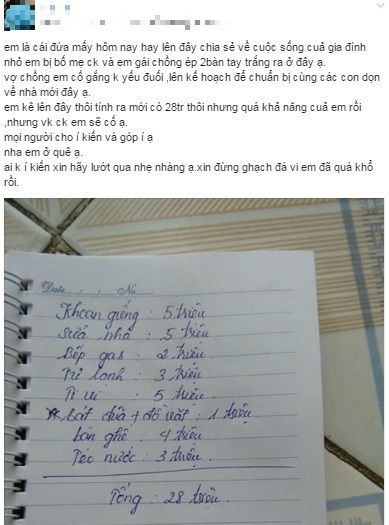 em là cái đứa mấy hôm nay hay lên đây chia sẻ về cuộc sống cuả gia đình
nhỏ em bị bố mẹ ck và em gái chồng ép 2bàn tay trắng ra ở đây ạ.
vợ chồng em cố gắng k yếu đuối ,lên kế hoạch để chuẩn bị cùng các con dọn
về nhà mới đây ạ.
em kê lên đây thôi tính ra mới có 28tr thôi nhưng quá khả năng cuả em rồi
,nhưng vk ck em sẽ cố ạ.
mọi người cho í kiến và góp í ạ
nha em ở quê ạ.
ai k í kiến xin hãy lướt qua nhẹ nhàng ạ.xin đừng ghạch đá vi em đã quá khổ
rồi.
Date . . No
Khoan giếng : 5 triệu
Sửa nhà : 5 triệu
Bếp gas : 2 triệu
Tủ lạnh : 3 triệu
Ti vi : 5 triệu
Bát đũa + đồ vặt : 1 triệu
bàn ghế : 4 triệu
Téc nước : 3 triệu
Tổng : 28 triệu